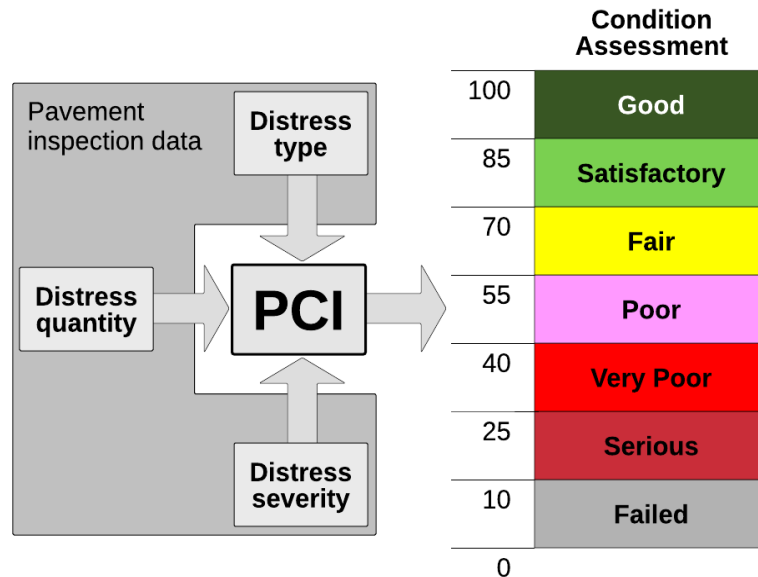 Condition
Assessment
Pavement
inspection data
Distress
type
Distress
quantity
PCI
Distress
severity
100
Good
85
Satisfactory
70
Fair
55
Poor
40
Very Poor
25
Serious
10
Failed
0